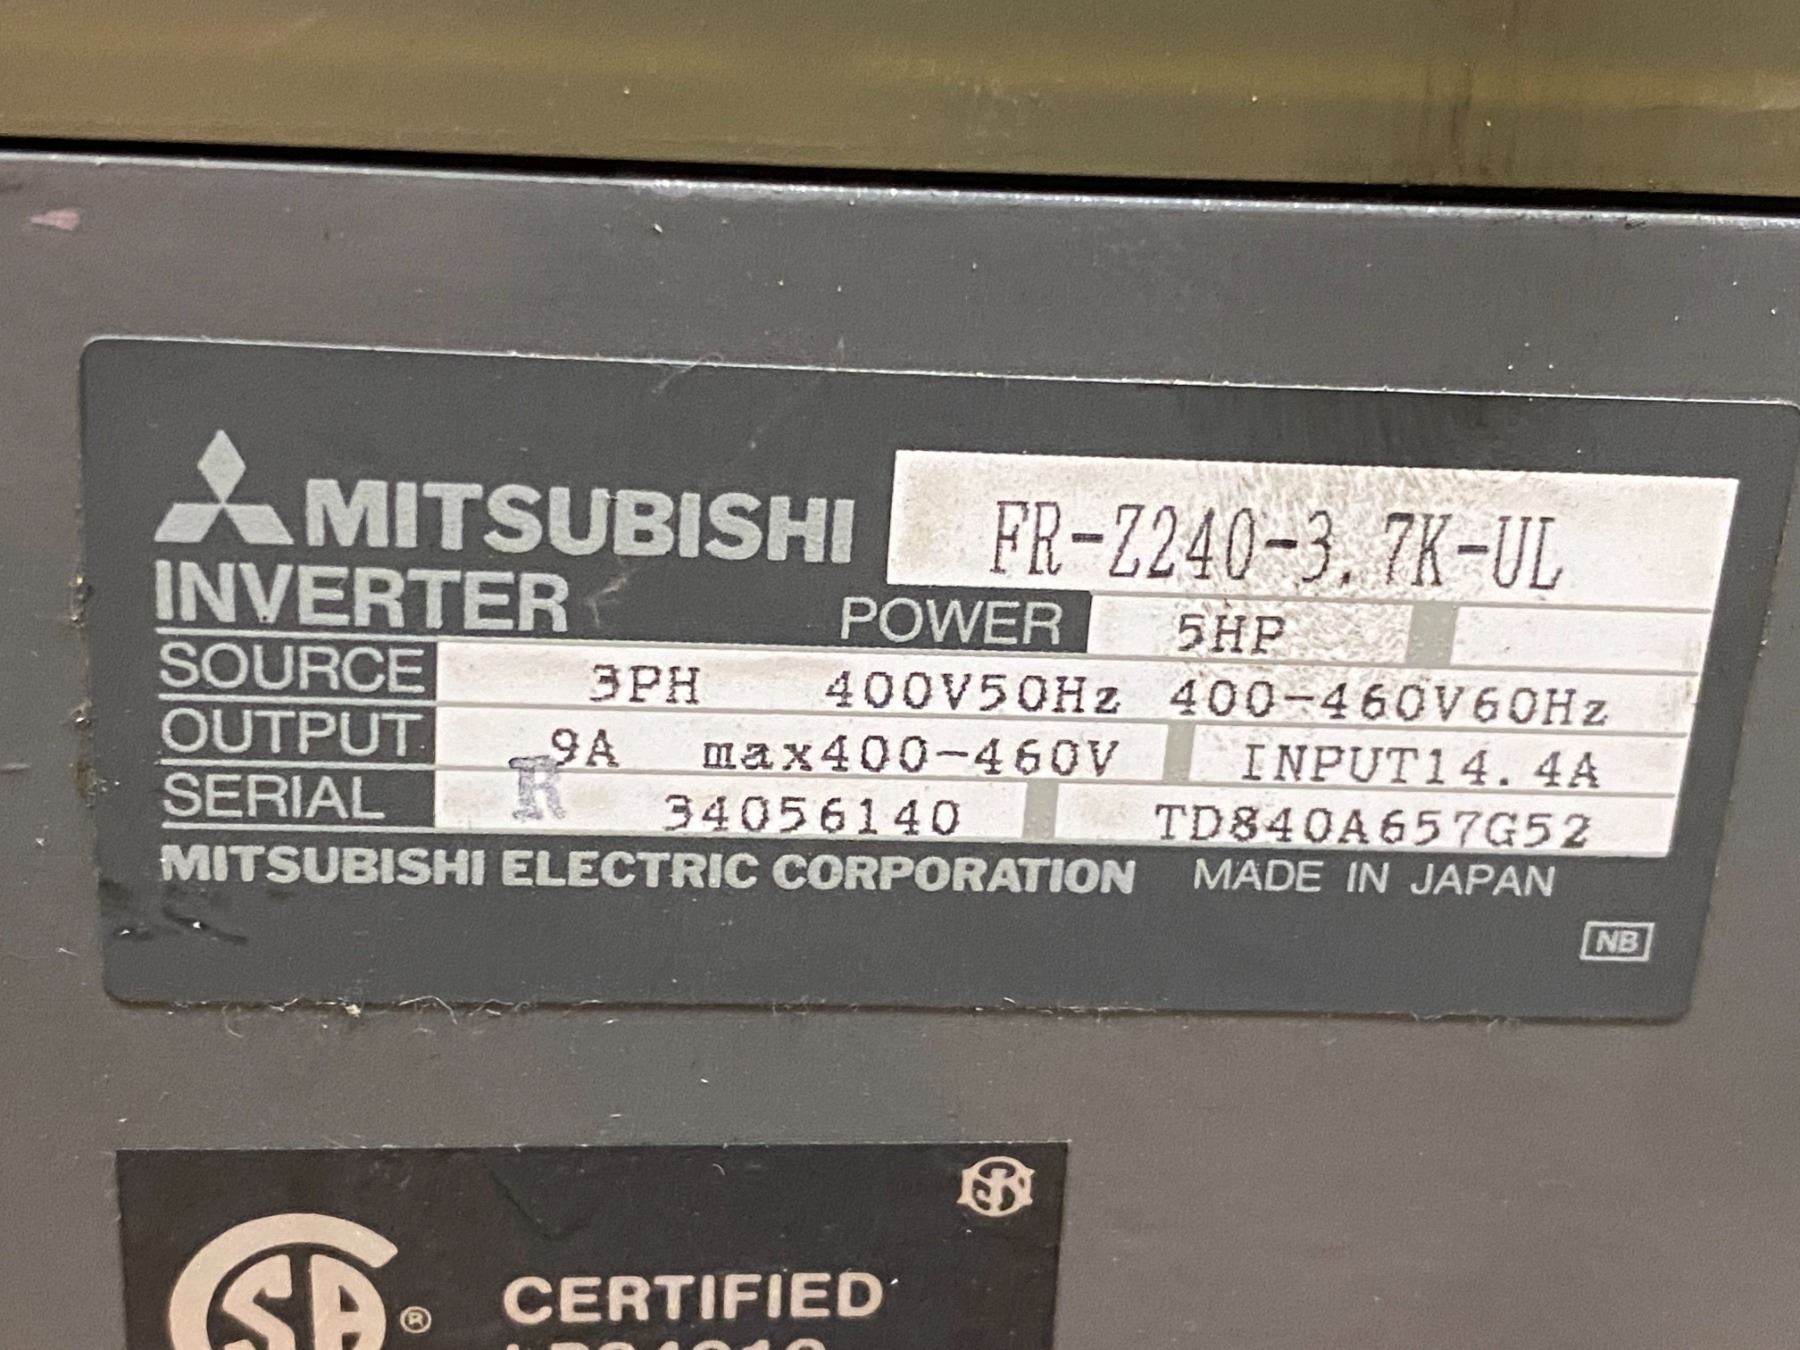 MITSUBISHI FR-Z240-3.7K-UL
INVERTER POWER 5HP
SOURCE 3PH 400V50Hz 400-460V60Hz
OUTPUT 9A max400-460V INPUT14.4A
SERIAL R 34056140 TD840A657G52
MITSUBISHI ELECTRIC CORPORATION MADE IN JAPAN
NB
SA ® CERTIFIED